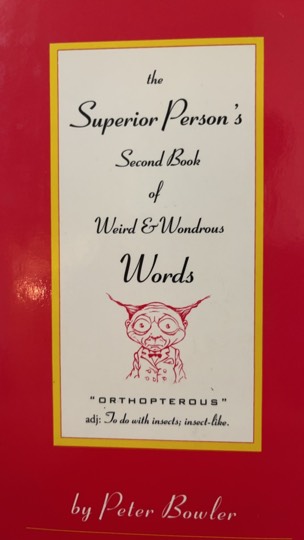 the
Superior Person's
Second Book
of
Weird & Wondrous
Words
"ORTHOPTEROUS"
adj: To do with insects; insect-like.
by Peter Bowler